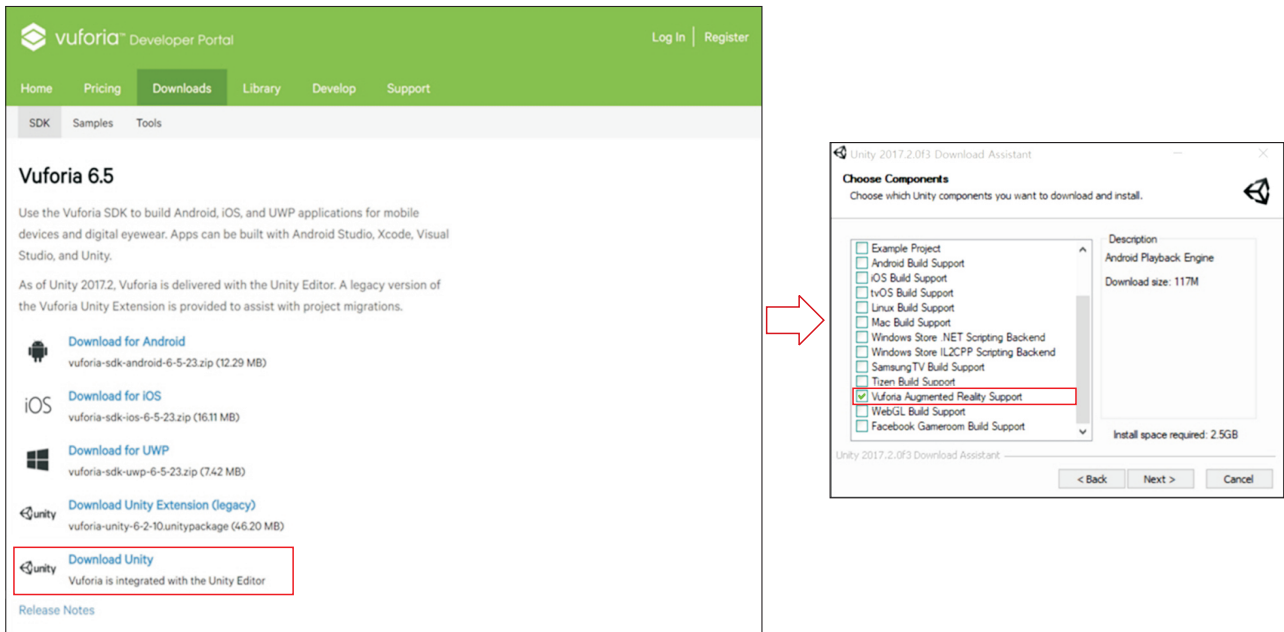 vuforia™ Developer Portal
Log In | Register
Home Pricing Downloads Library Develop Support
SDK Samples Tools
Vuforia 6.5
Use the Vuforia SDK to build Android, iOS, and UWP applications for mobile
devices and digital eyewear. Apps can be built with Android Studio, Xcode, Visual
Studio, and Unity.
As of Unity 2017.2, Vuforia is delivered with the Unity Editor. A legacy version of
the Vuforia Unity Extension is provided to assist with project migrations.
Download for Android
vuforia-sdk-android-6-5-23.zip (12.29 MB)
iOS
Download for iOS
vuforia-sdk-ios-6-5-23.zip (16.11 MB)
Download for UWP
vuforia-sdk-uwp-6-5-23.zip (7.42 MB)
unity
Download Unity Extension (legacy)
vuforia-unity-6-2-10.unitypackage (46.20 MB)
unity
Download Unity
Vuforia is integrated with the Unity Editor
Release Notes
Unity 2017.2.0f3 Download Assistant
Choose Components
Choose which Unity components you want to download and install.
Example Project
Android Build Support
iOS Build Support
tvOS Build Support
Linux Build Support
Mac Build Support
Windows Store .NET Scripting Backend
Windows Store IL2CPP Scripting Backend
SamsungTV Build Support
Tizen Build Support
Vuforia Augmented Reality Support
WebGL Build Support
Facebook Gameroom Build Support
Description
Android Playback Engine
Download size: 117M
Install space required: 2.5GB
Unity 2017.2.0f3 Download Assistant
< Back Next > Cancel